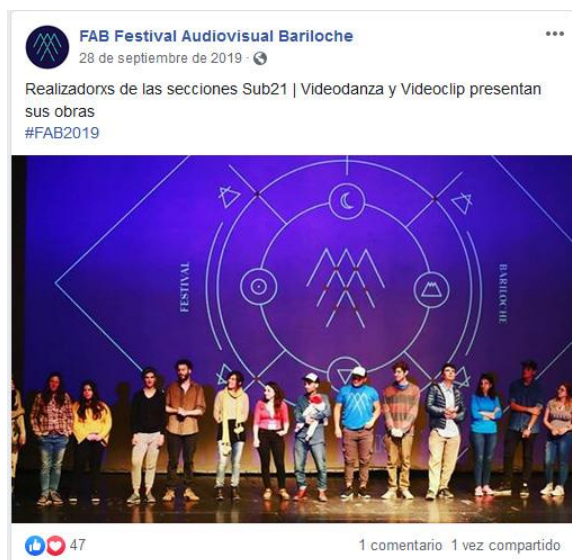 FAB Festival Audiovisual Bariloche
28 de septiembre de 2019 ·
Realizadorxs de las secciones Sub21 | Videodanza y Videoclip presentan
sus obras
#FAB2019
FESTIVAL
BARILOCHE
47
1 comentario 1 vez compartido